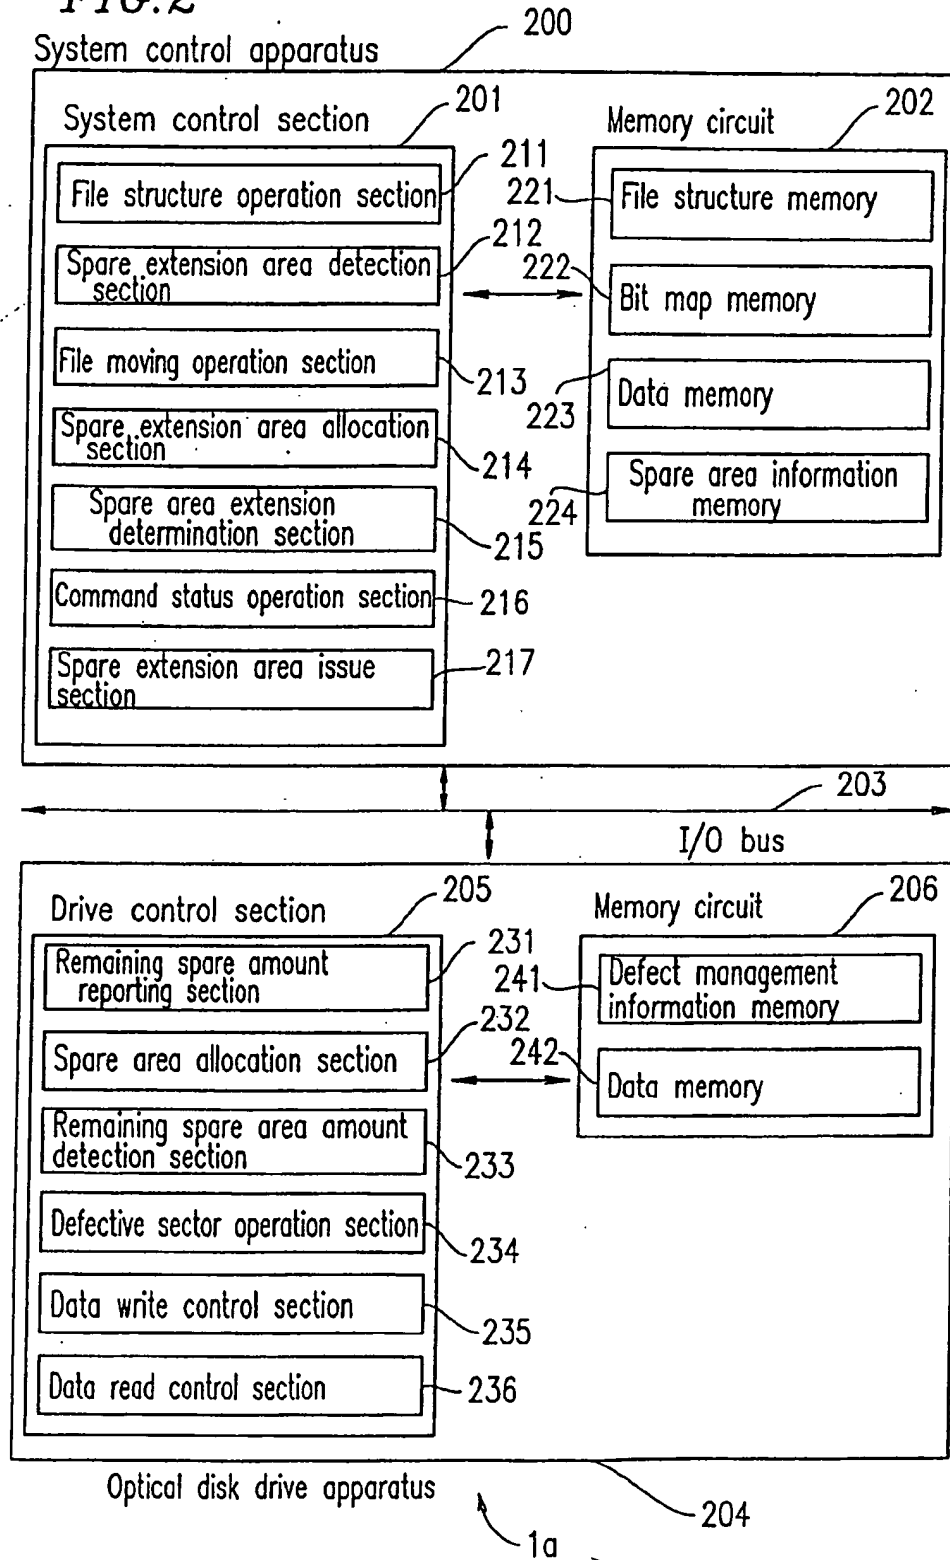 FIG. 2
200
System control apparatus
201
System control section
202
Memory circuit
211
File structure operation section
221
File structure memory
212
Spare extension area detection
section
222
Bit map memory
File moving operation section
213
223
Data memory
Spare extension area allocation
section
214
Spare area information
memory
224
Spare area extension
determination section
215
Command status operation section
216
Spare extension area issue
section
217
203
I/O bus
205
Drive control section
206
Memory circuit
231
Remaining spare amount
reporting section
241
Defect management
information memory
232
Spare area allocation section
242
Data memory
Remaining spare area amount
detection section
233
Defective sector operation section
234
Data write control section
235
Data read control section
236
Optical disk drive apparatus
204
1a